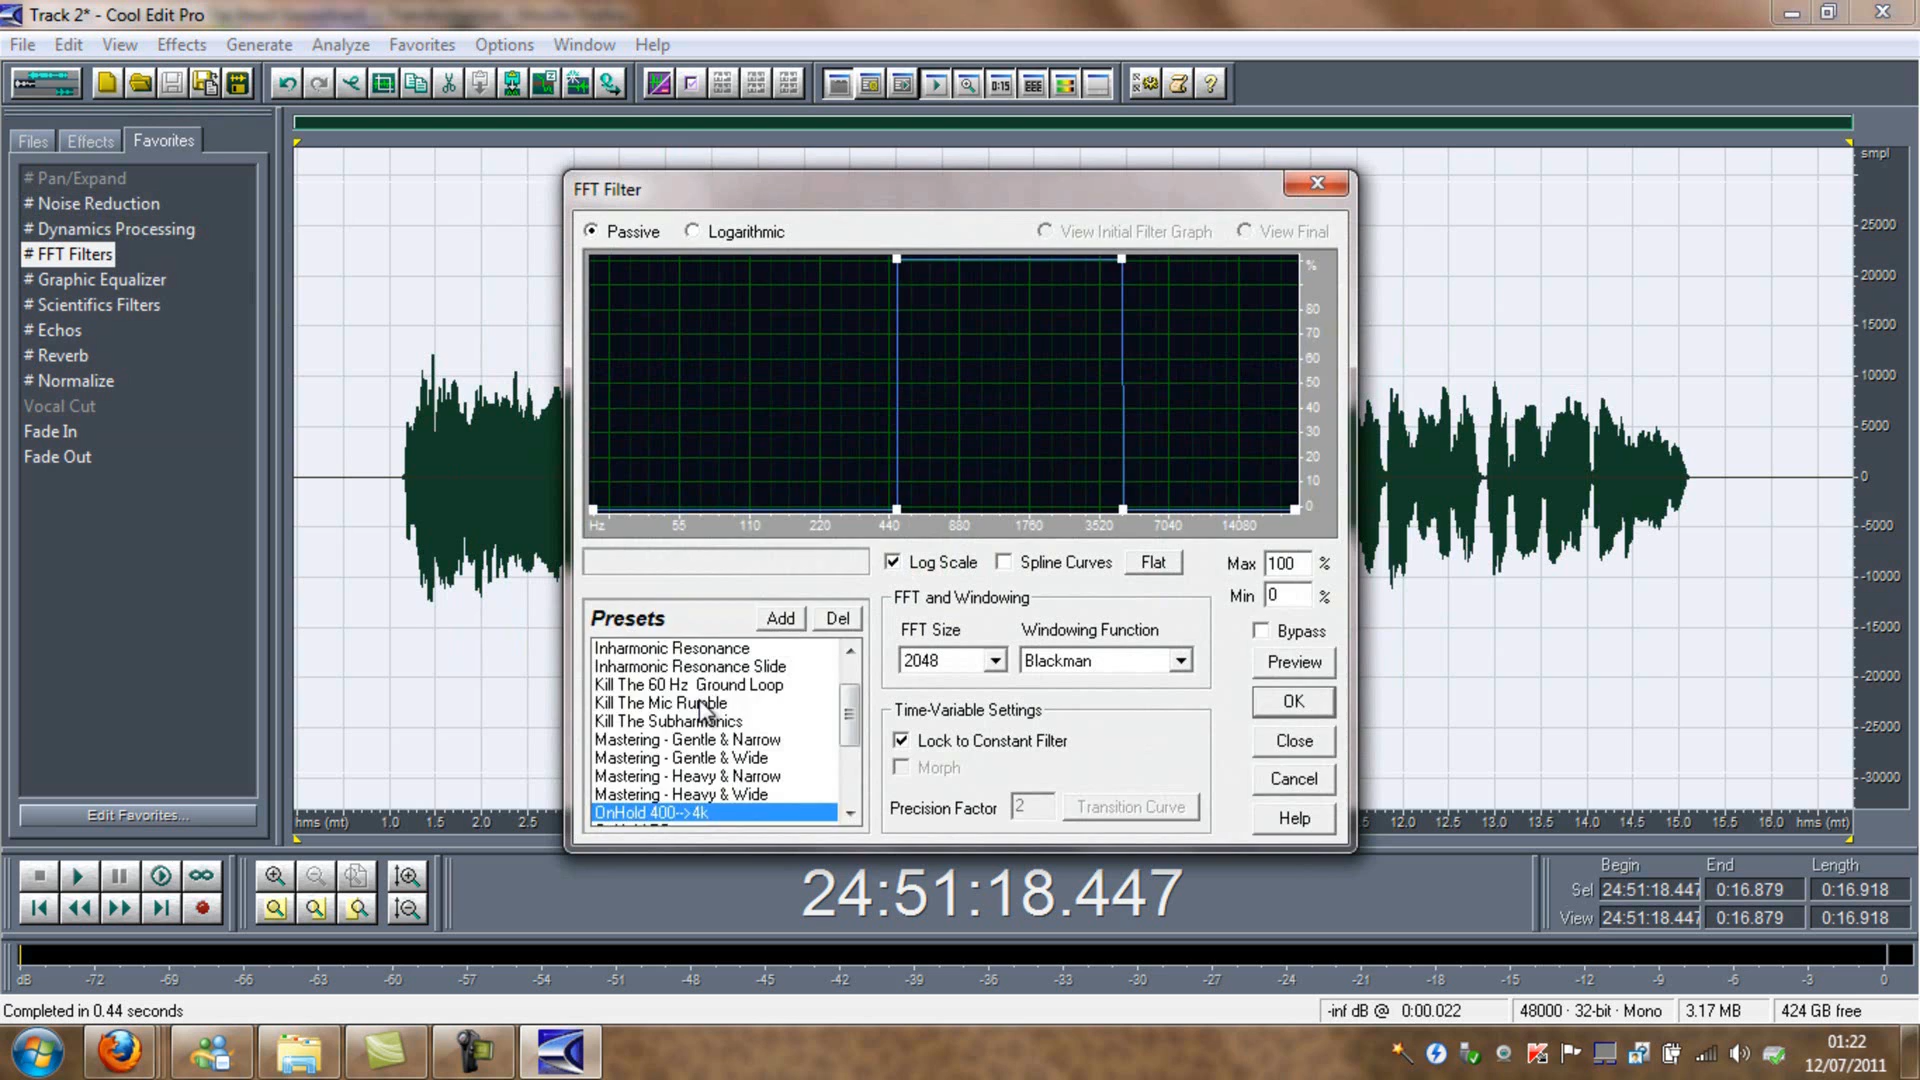 Track 2* - Cool Edit Pro
File Edit View Effects Generate Analyze Favorites Options Window Help
Files Effects Favorites
# Pan/Expand
# Noise Reduction
# Dynamics Processing
# FFT Filters
# Graphic Equalizer
# Scientifics Filters
# Echos
# Reverb
# Normalize
Vocal Cut
Fade In
Fade Out
Edit Favorites...
smpl
25000
20000
15000
10000
5000
0
-5000
-10000
-15000
-20000
-25000
-30000
hms (mt) 1.0 1.5 2.0 2.5
12.0 12.5 13.0 13.5 14.0 14.5 15.0 15.5 16.0 hms (mt)
FFT Filter
Passive Logarithmic View Initial Filter Graph View Final
%
80
70
60
50
40
30
20
10
0
Hz 55 110 220 440 880 1760 3520 7040 14080
Log Scale Spline Curves Flat
Max 100 %
Min 0 %
Presets Add Del
Inharmonic Resonance
Inharmonic Resonance Slide
Kill The 60 Hz Ground Loop
Kill The Mic Rumble
Kill The Subharmonics
Mastering - Gentle & Narrow
Mastering - Gentle & Wide
Mastering - Heavy & Narrow
Mastering - Heavy & Wide
OnHold 400-->4k
FFT and Windowing
FFT Size Windowing Function
2048 Blackman
Time-Variable Settings
Lock to Constant Filter
Morph
Precision Factor 2 Transition Curve
Bypass
Preview
OK
Close
Cancel
Help
24:51:18.447
Begin End Length
Sel 24:51:18.447 0:16.879 0:16.918
View 24:51:18.447 0:16.879 0:16.918
dB -72 -69 -66 -63 -60 -57 -54 -51 -48 -45 -42 -39 -36 -33 -30 -27 -24 -21 -18 -15 -12 -9 -6 -3 0
Completed in 0.44 seconds
-inf dB @ 0:00.022
48000 · 32-bit · Mono
3.17 MB
424 GB free
01:22
12/07/2011